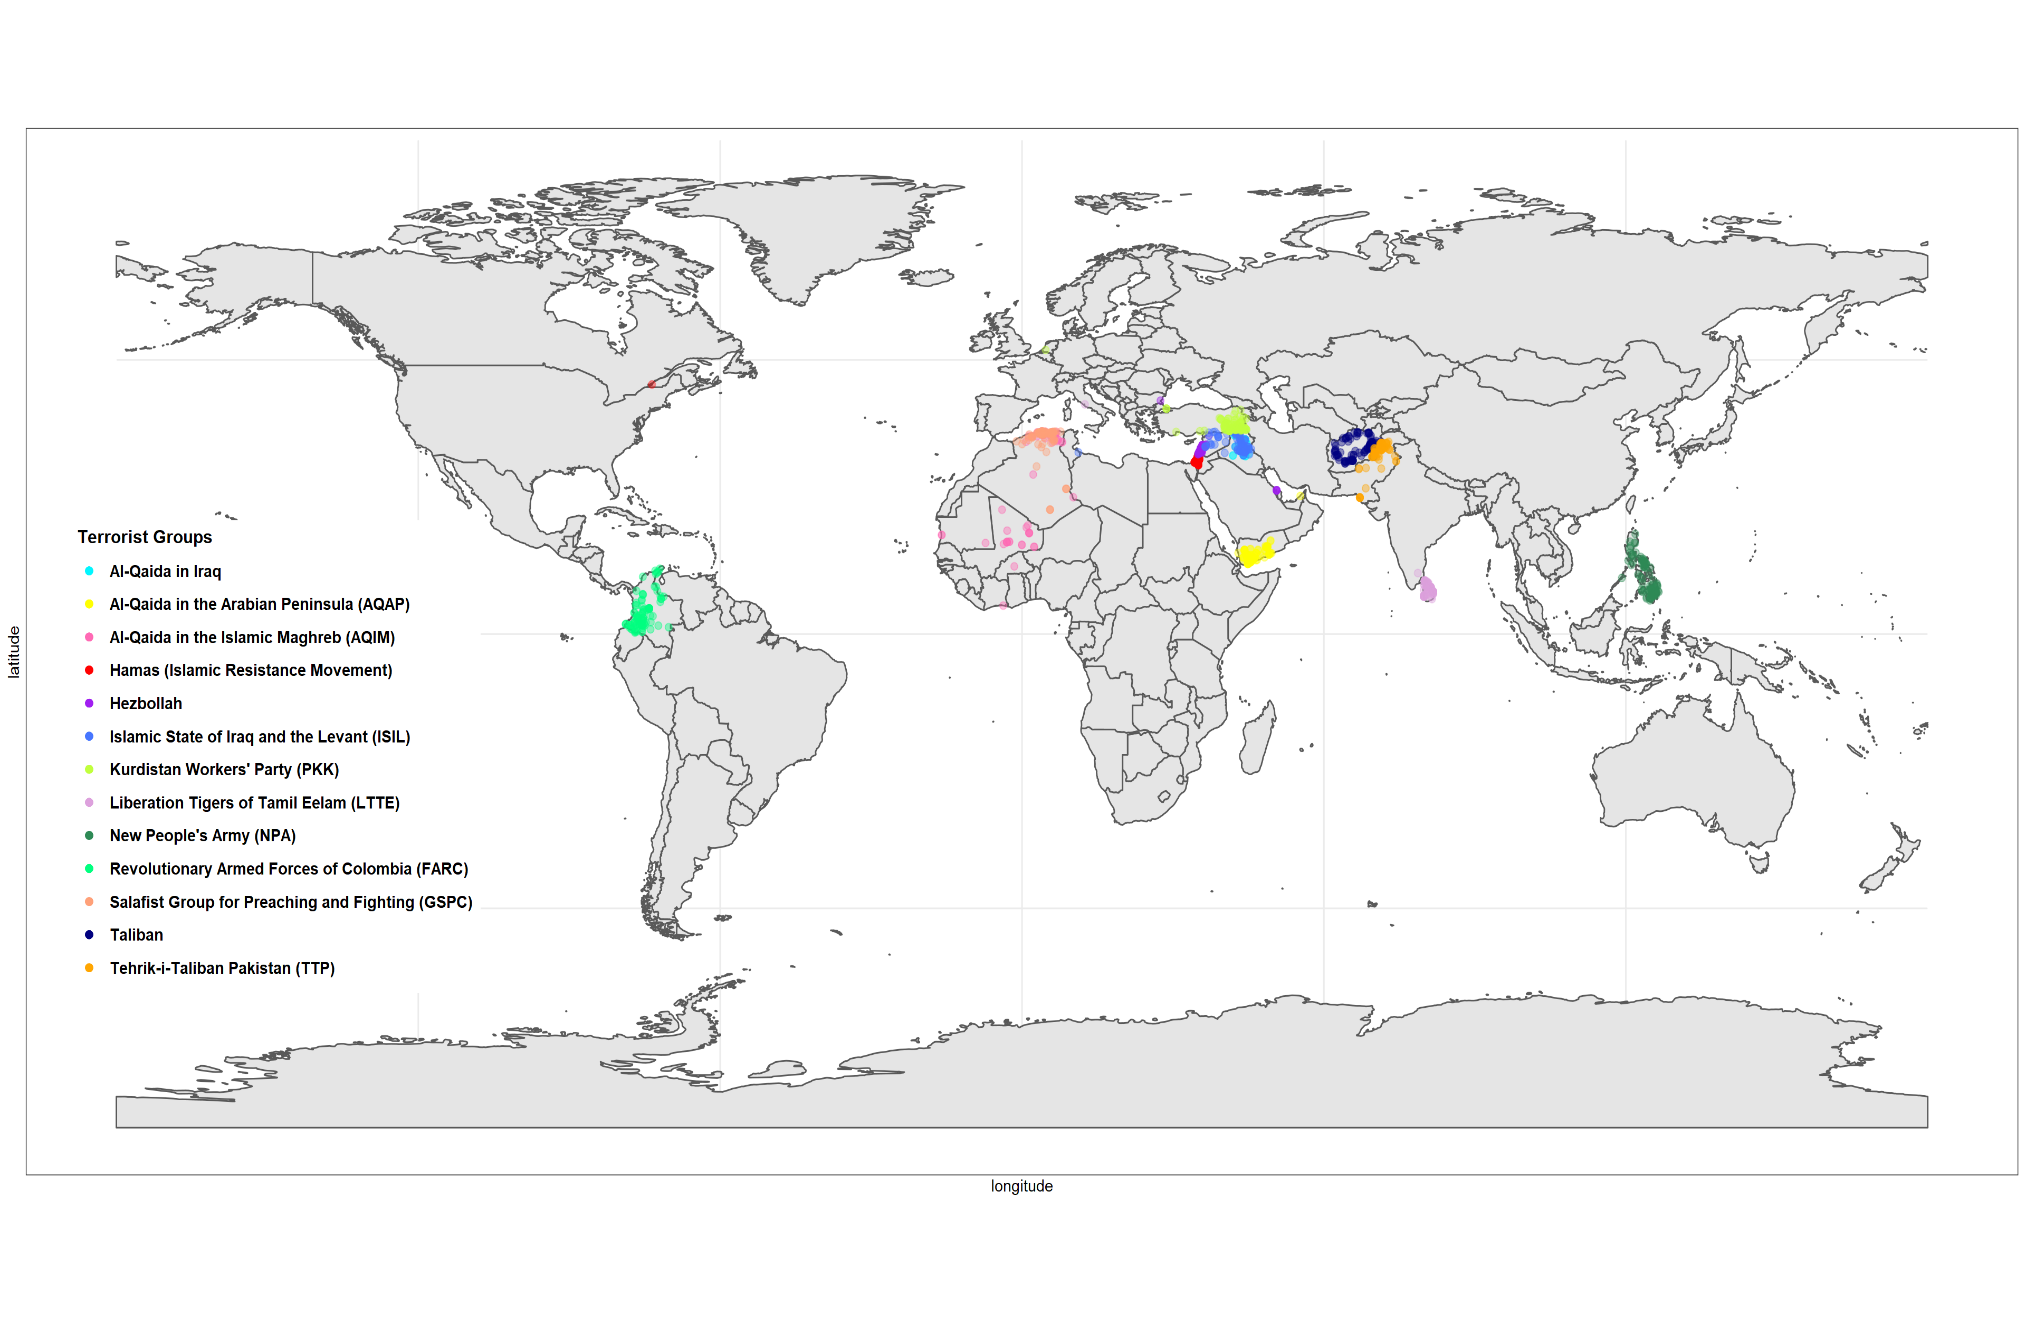 Terrorist Groups
Al-Qaida in Iraq
Al-Qaida in the Arabian Peninsula (AQAP)
Al-Qaida in the Islamic Maghreb (AQIM)
Hamas (Islamic Resistance Movement)
Hezbollah
Islamic State of Iraq and the Levant (ISIL)
Kurdistan Workers' Party (PKK)
Liberation Tigers of Tamil Eelam (LTTE)
New People's Army (NPA)
Revolutionary Armed Forces of Colombia (FARC)
Salafist Group for Preaching and Fighting (GSPC)
Taliban
Tehrik-i-Taliban Pakistan (TTP)
latitude
longitude